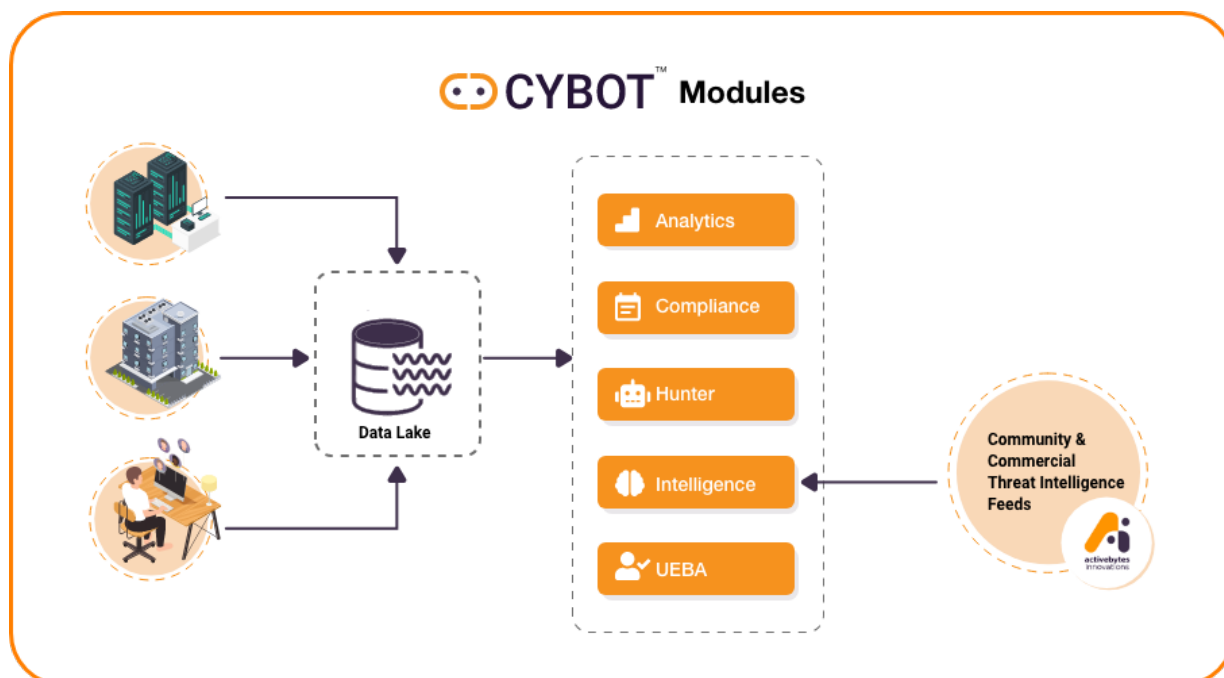 CYBOT™ Modules
Analytics
Compliance
Hunter
Intelligence
UEBA
Data Lake
Community &
Commercial
Threat Intelligence
Feeds
activebytes
innovations